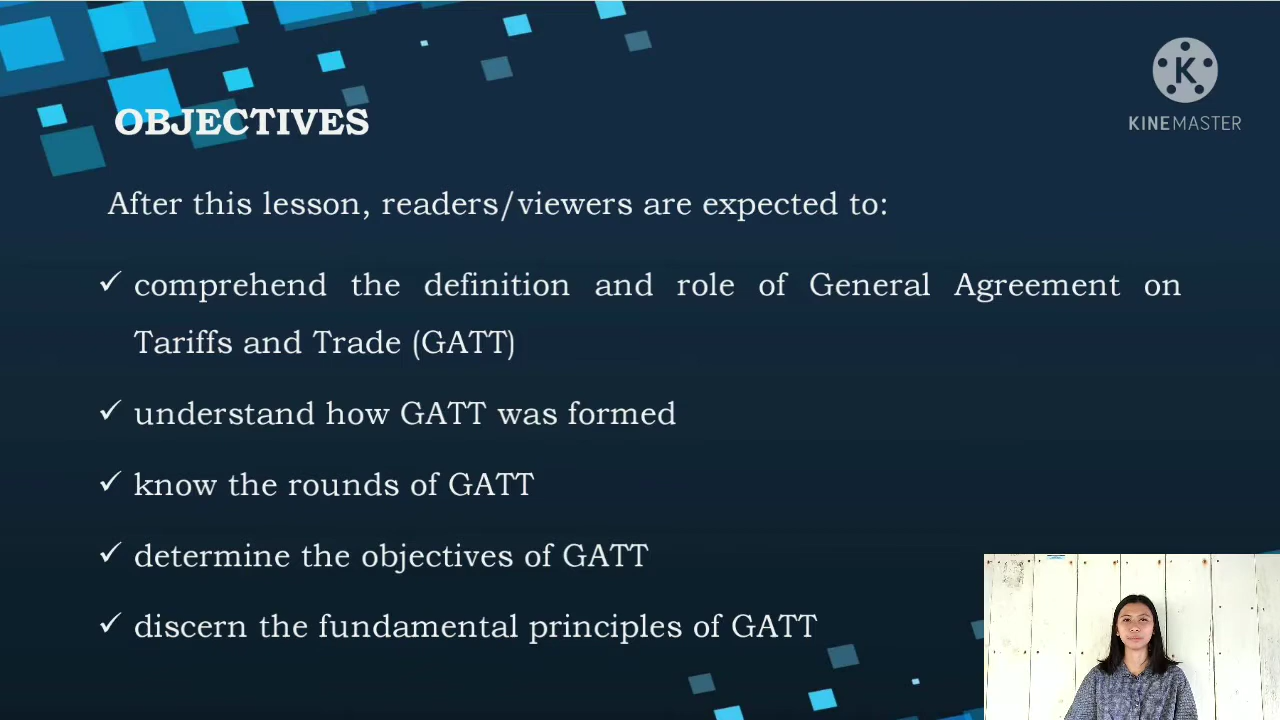 OBJECTIVES
K
KINEMASTER
After this lesson, readers/viewers are expected to:
✓ comprehend the definition and role of General Agreement on
Tariffs and Trade (GATT)
✓ understand how GATT was formed
✓ know the rounds of GATT
✓ determine the objectives of GATT
✓ discern the fundamental principles of GATT